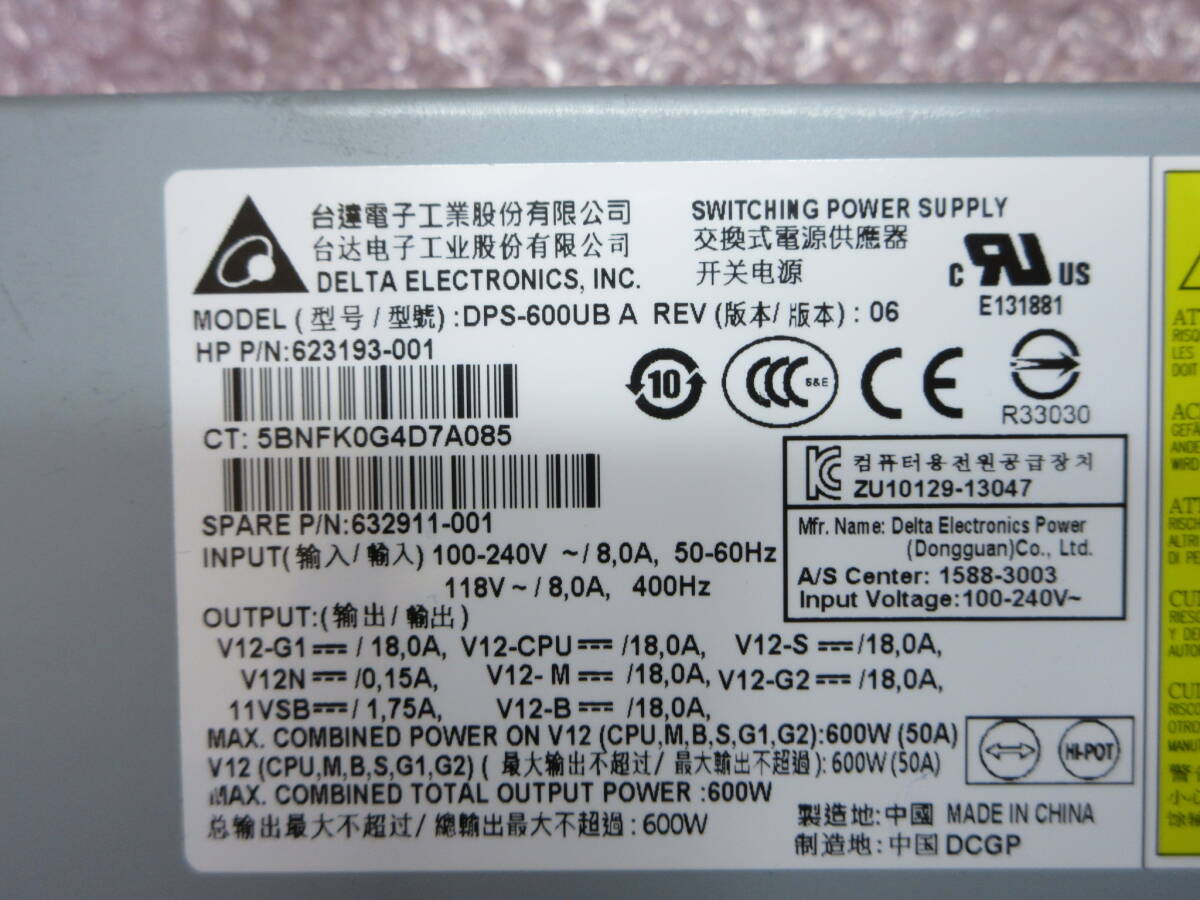 台達電子工業股份有限公司
台达电子工业股份有限公司
DELTA ELECTRONICS, INC.
SWITCHING POWER SUPPLY
交換式電源供應器
开关电源
C RU US
E131881
MODEL (型号/型號) :DPS-600UB A REV (版本/版本) : 06
HP P/N:623193-001
10
CCC S&E
CE
R33030
CT: 5BNFK0G4D7A085
컴퓨터용전원공급장치
ZU10129-13047
Mfr. Name: Delta Electronics Power
(Dongguan)Co., Ltd.
A/S Center: 1588-3003
Input Voltage:100-240V~
SPARE P/N:632911-001
INPUT(输入/輸入) 100-240V ~/ 8,0A, 50-60Hz
118V ~/ 8,0A, 400Hz
OUTPUT:(输出/輸出)
V12-G1⎓ / 18,0A, V12-CPU⎓ /18,0A, V12-S ⎓/18,0A,
V12N⎓ /0,15A, V12- M⎓ /18,0A, V12-G2⎓ /18,0A,
11VSB⎓/ 1,75A, V12-B⎓ /18,0A,
MAX. COMBINED POWER ON V12 (CPU,M,B,S,G1,G2):600W (50A)
V12 (CPU,M,B,S,G1,G2) ( 最大输出不超过/ 最大輸出不超過): 600W (50A)
MAX. COMBINED TOTAL OUTPUT POWER :600W
总输出最大不超过/ 總輸出最大不超過 : 600W
HI-POT
製造地: 中國 MADE IN CHINA
制造地: 中国 DCGP